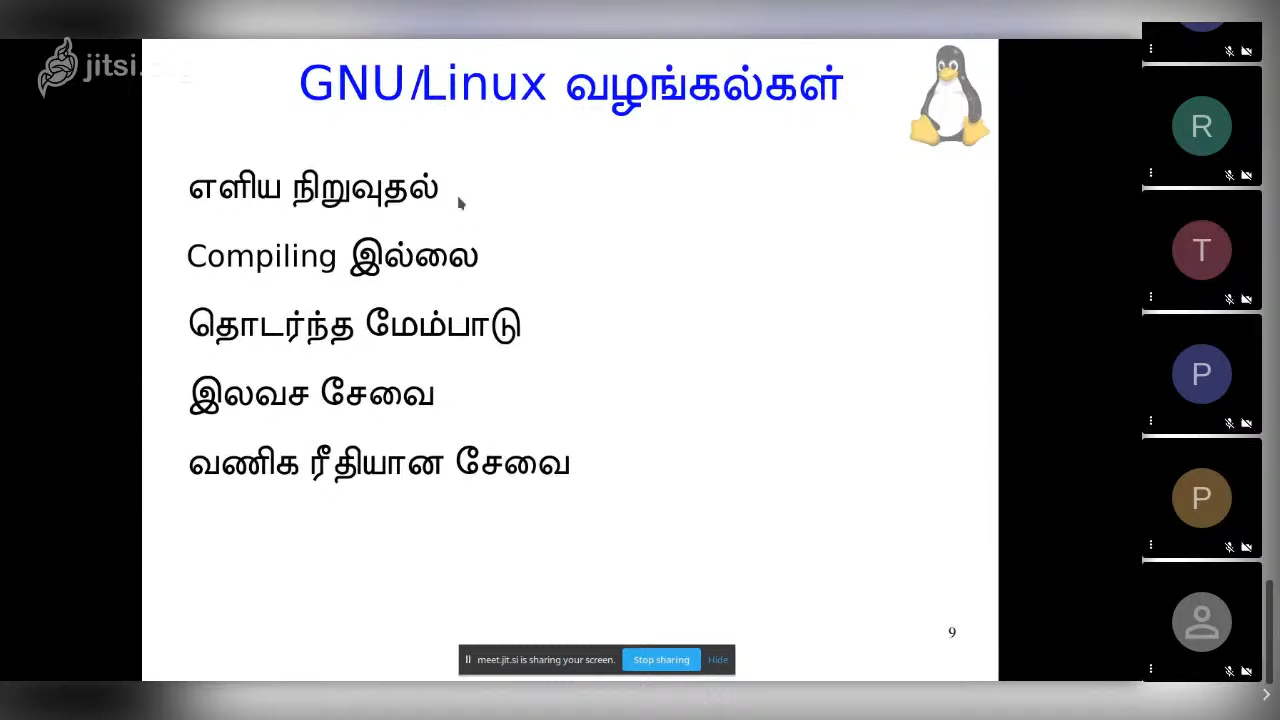 jitsi.
GNU/Linux வழங்கல்கள்
எளிய நிறுவுதல்
Compiling இல்லை
தொடர்ந்த மேம்பாடு
இலவச சேவை
வணிக ரீதியான சேவை
9
meet.jit.si is sharing your screen. Stop sharing Hide
R
T
P
P